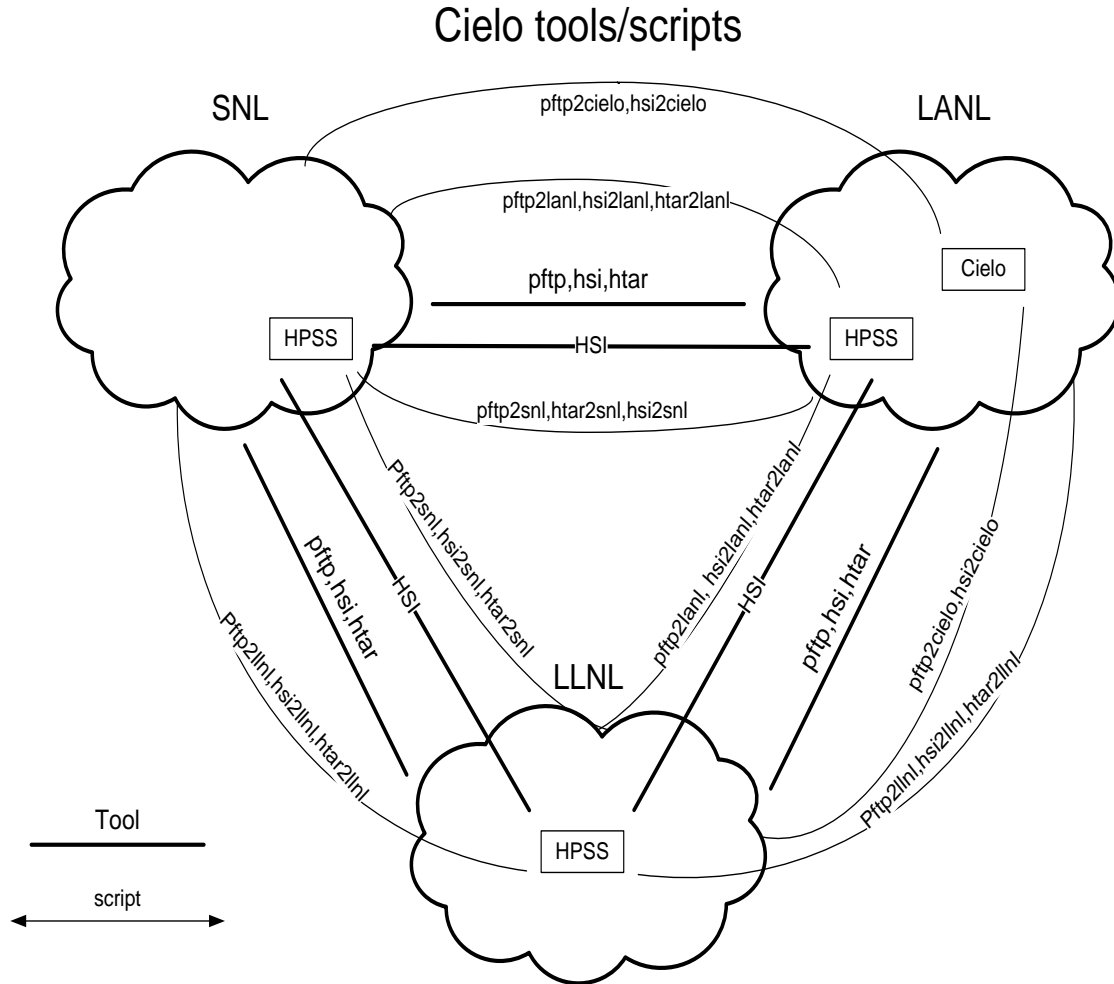 Cielo tools/scripts
SNL
LANL
pftp2cielo,hsi2cielo
pftp2lanl,hsi2lanl,htar2lanl
Cielo
pftp,hsi,htar
HPSS
HSI
HPSS
pftp2snl,htar2snl,hsi2snl
Pftp2snl,hsi2snl,htar2snl
pftp2lanl, hsi2lanl,htar2lanl
HSI
HSI
pftp,hsi,htar
pftp,hsi,htar
pftp2cielo,hsi2cielo
Pftp2llnl,hsi2llnl,htar2llnl
Pftp2llnl,hsi2llnl,htar2llnl
LLNL
HPSS
Tool
script